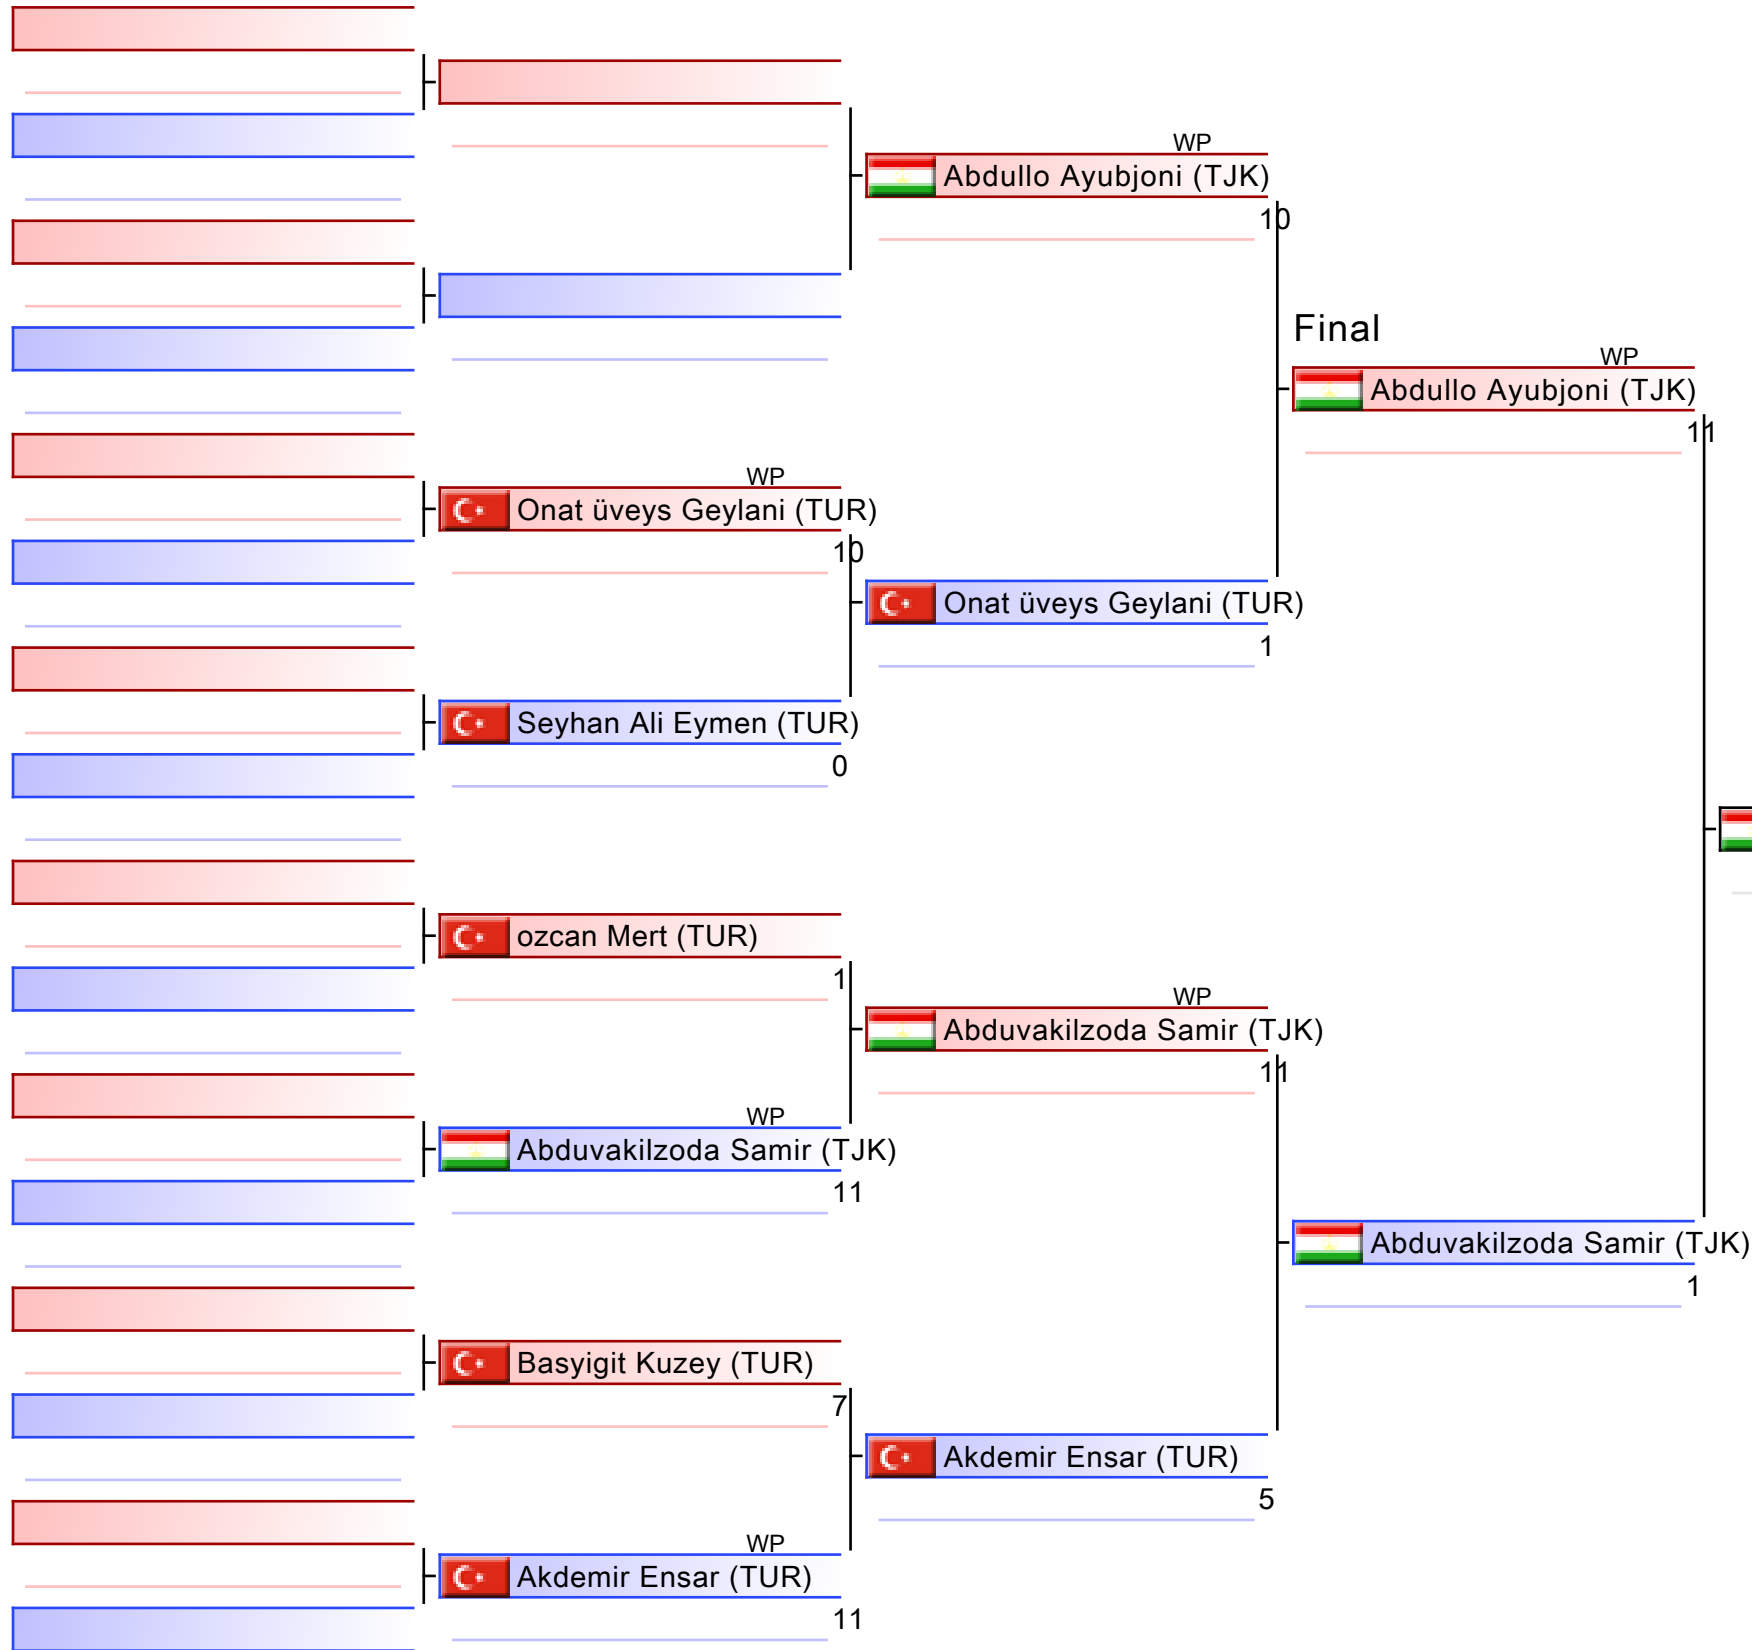 WP
Abdullo Ayubjoni (TJK)
10
Final
WP
Abdullo Ayubjoni (TJK)
11
WP
Onat üveys Geylani (TUR)
10
Onat üveys Geylani (TUR)
1
Seyhan Ali Eymen (TUR)
0
ozcan Mert (TUR)
1
WP
Abduvakilzoda Samir (TJK)
11
WP
Abduvakilzoda Samir (TJK)
11
Abduvakilzoda Samir (TJK)
1
Basyigit Kuzey (TUR)
7
Akdemir Ensar (TUR)
5
WP
Akdemir Ensar (TUR)
11